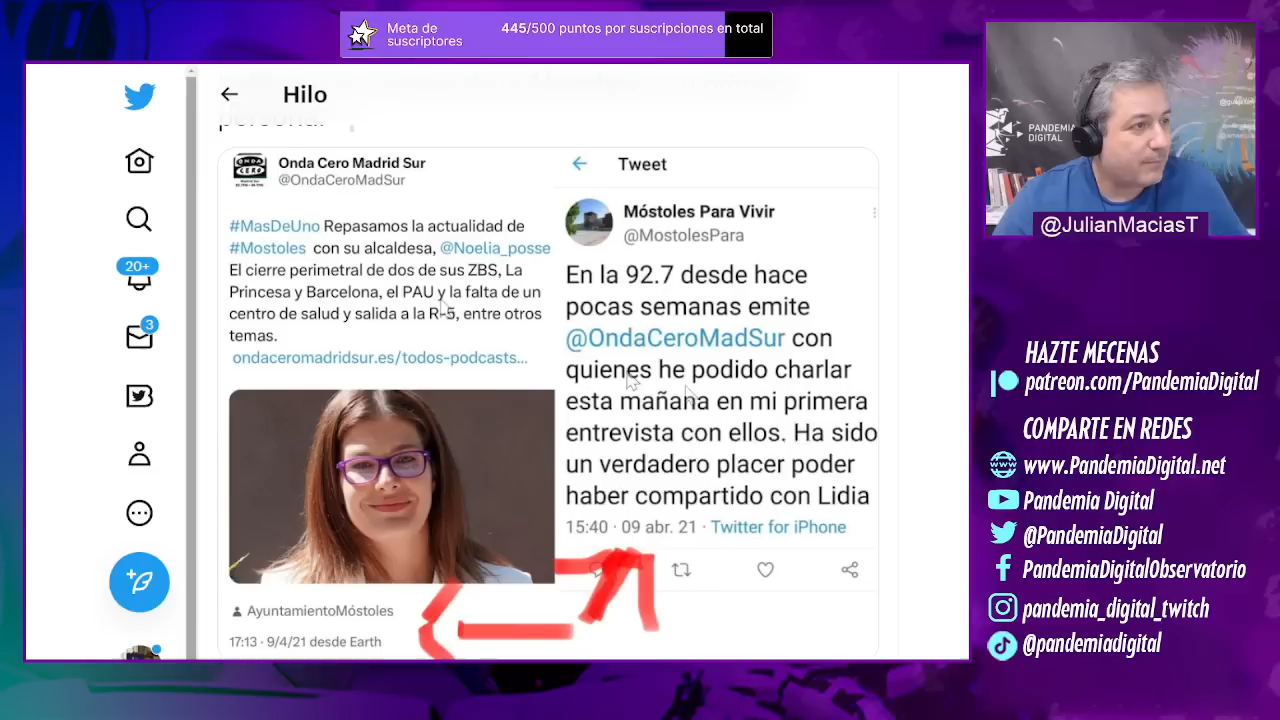 Meta de
suscriptores
445/500 puntos por suscripciones en total
Hilo
Onda Cero Madrid Sur
@OndaCeroMadSur
#MasDeUno Repasamos la actualidad de
#Mostoles con su alcaldesa, @Noelia_posse
El cierre perimetral de dos de sus ZBS, La
Princesa y Barcelona, el PAU y la falta de un
centro de salud y salida a la R-5, entre otros
temas.
ondaceromadridsur.es/todos-podcasts...
AyuntamientoMóstoles
17:13 · 9/4/21 desde Earth
Tweet
Móstoles Para Vivir
@MostolesPara
En la 92.7 desde hace
pocas semanas emite
@OndaCeroMadSur con
quienes he podido charlar
esta mañana en mi primera
entrevista con ellos. Ha sido
un verdadero placer poder
haber compartido con Lidia
15:40 · 09 abr. 21 · Twitter for iPhone
20+
3
PANDEMIA
DIGITAL
@JulianMaciasT
HAZTE MECENAS
patreon.com/PandemiaDigital
COMPARTE EN REDES
www.PandemiaDigital.net
Pandemia Digital
@PandemiaDigital
PandemiaDigitalObservatorio
pandemia_digital_twitch
@pandemiadigital